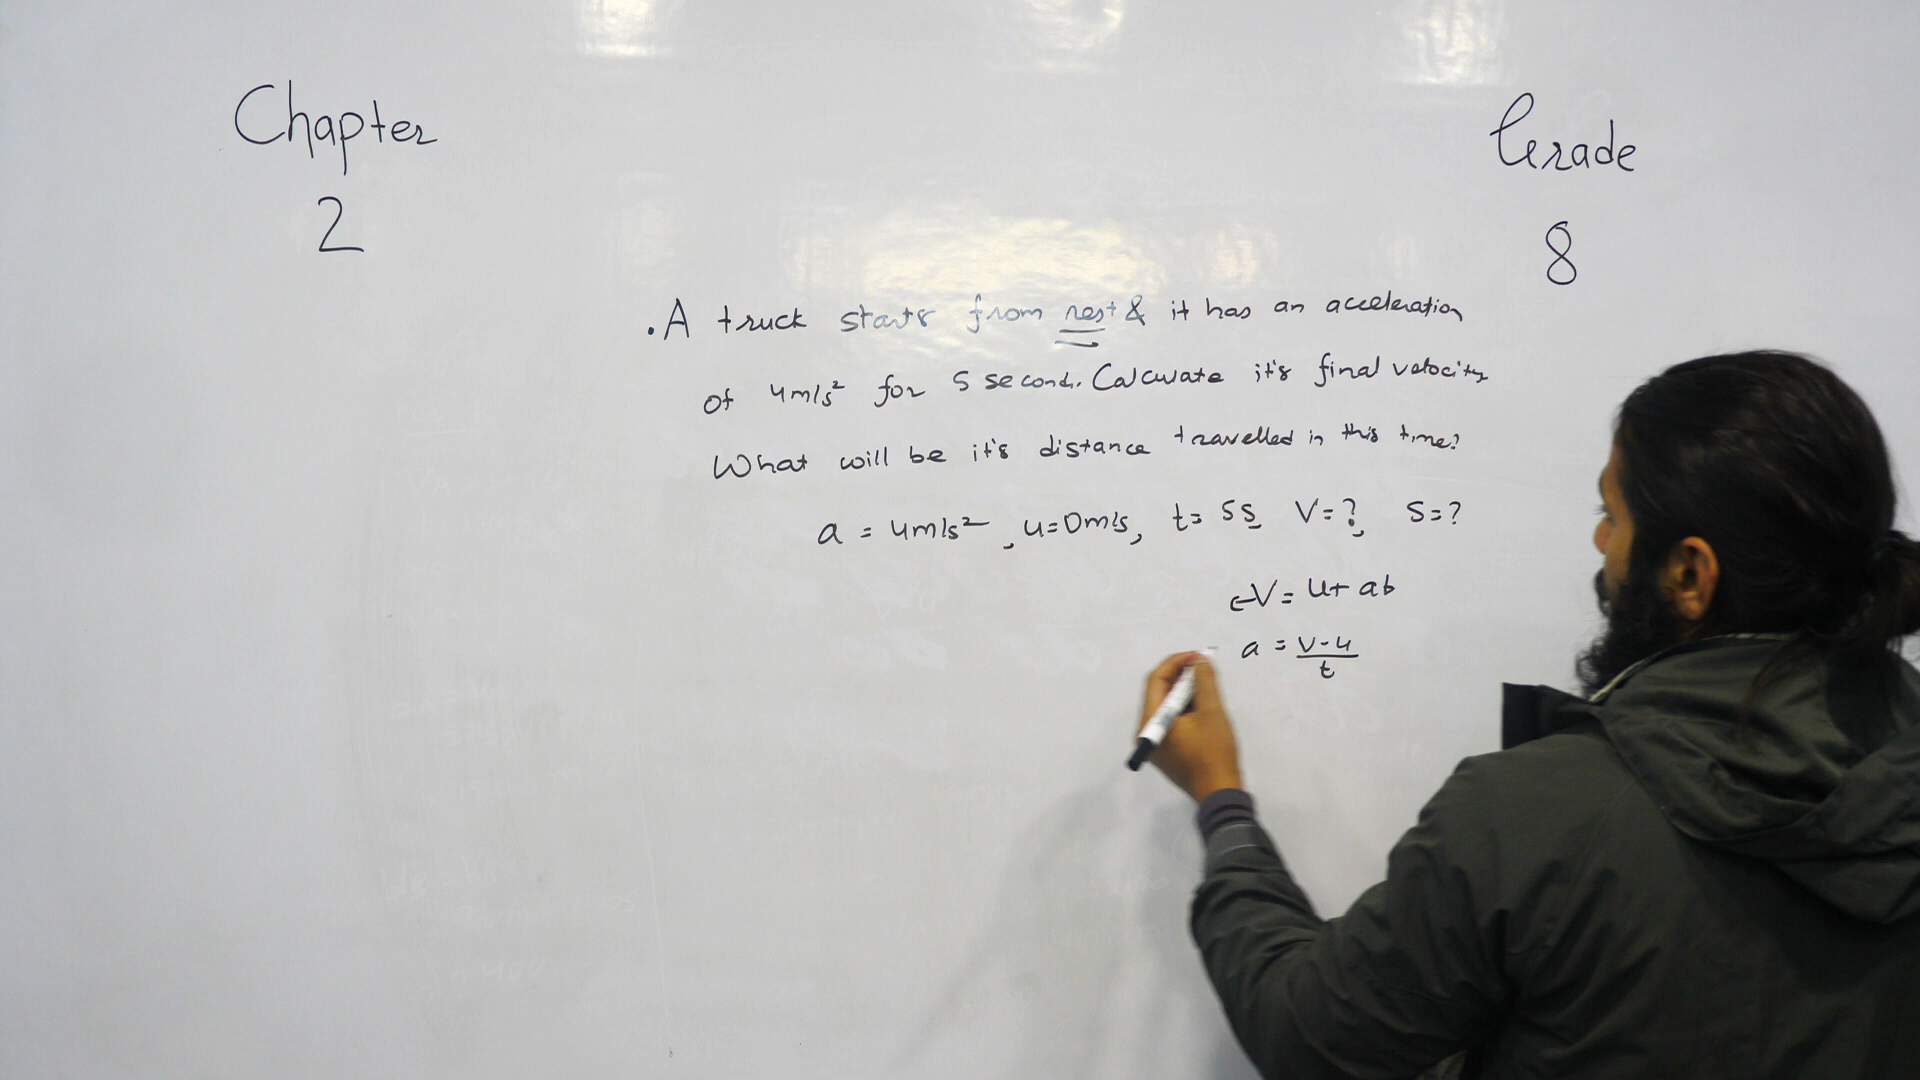 Chapter
2
Grade
8
. A truck starts from rest & it has an acceleration
of 4m/s² for 5 second. Calculate it's final velocity
What will be it's distance travelled in this time?
a = 4m/s², u=0m/s, t= 5s V=?, S=?
←V= u+at
a = v-u
t